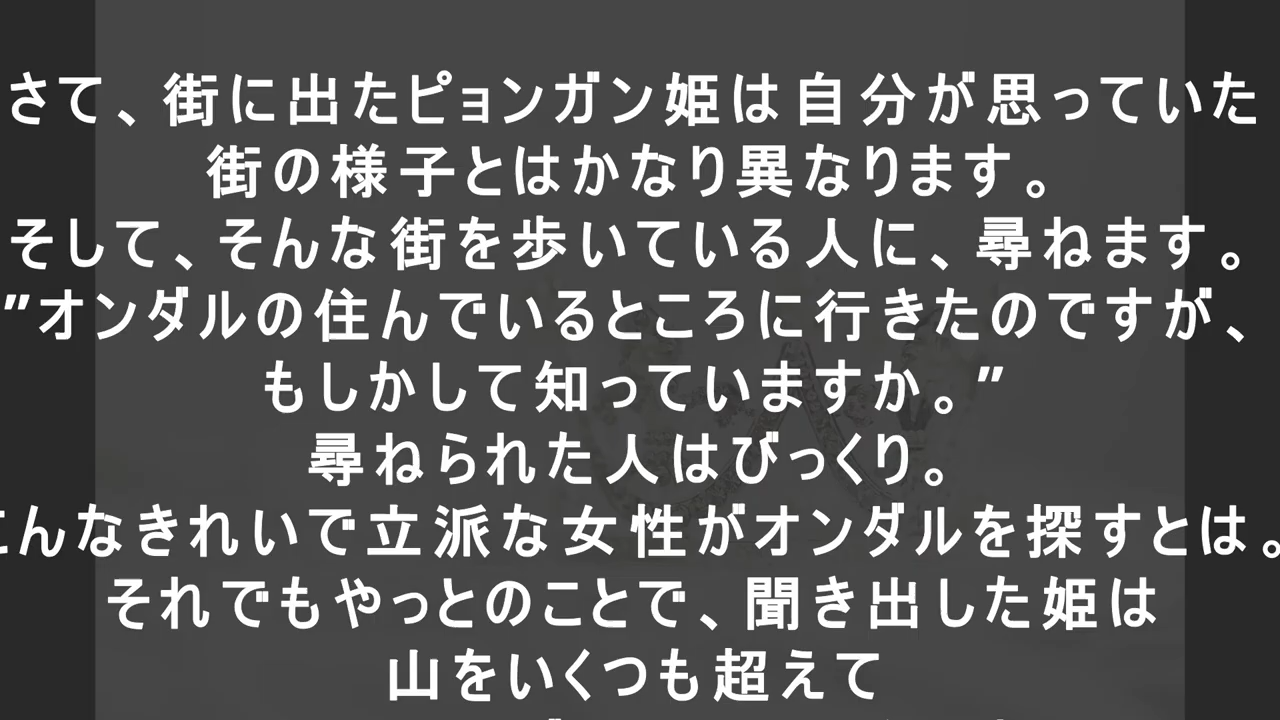 さて、街に出たピョンガン姫は自分が思っていた
街の様子とはかなり異なります。
そして、そんな街を歩いている人に、尋ねます。
”オンダルの住んでいるところに行きたのですが、
もしかして知っていますか。”
尋ねられた人はびっくり。
こんなきれいで立派な女性がオンダルを探すとは。
それでもやっとのことで、聞き出した姫は
山をいくつも超えて